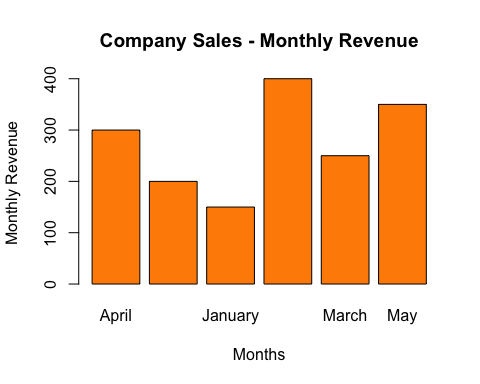 Company Sales - Monthly Revenue
Monthly Revenue
400
300
200
100
0
April January March May
Months